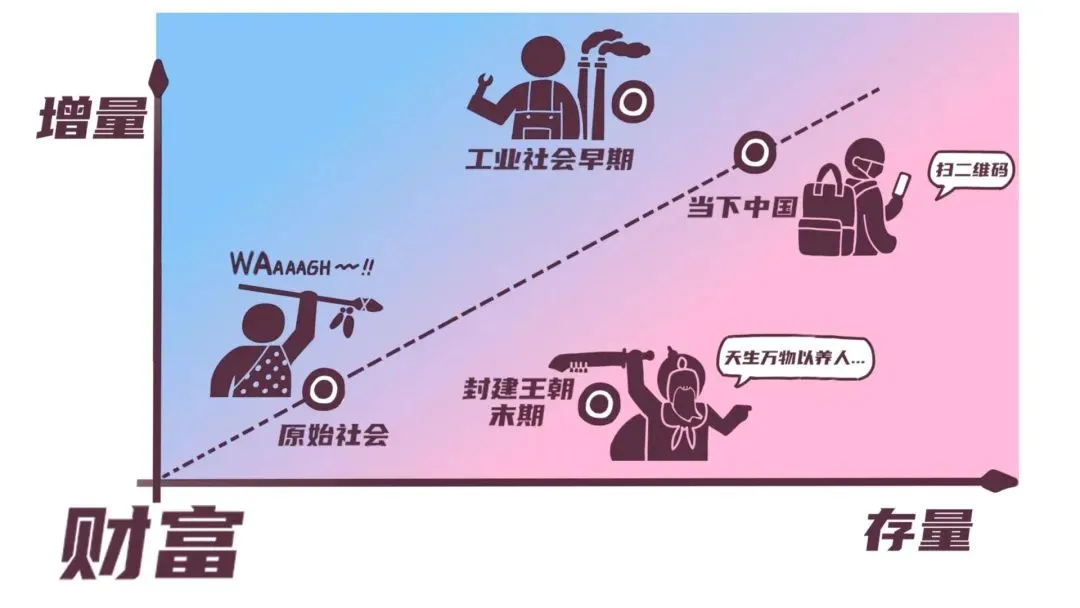 增量
工业社会早期
扫二维码
当下中国
WAAAAGH~!!
天生万物以养人...
封建王朝
末期
原始社会
财富
存量